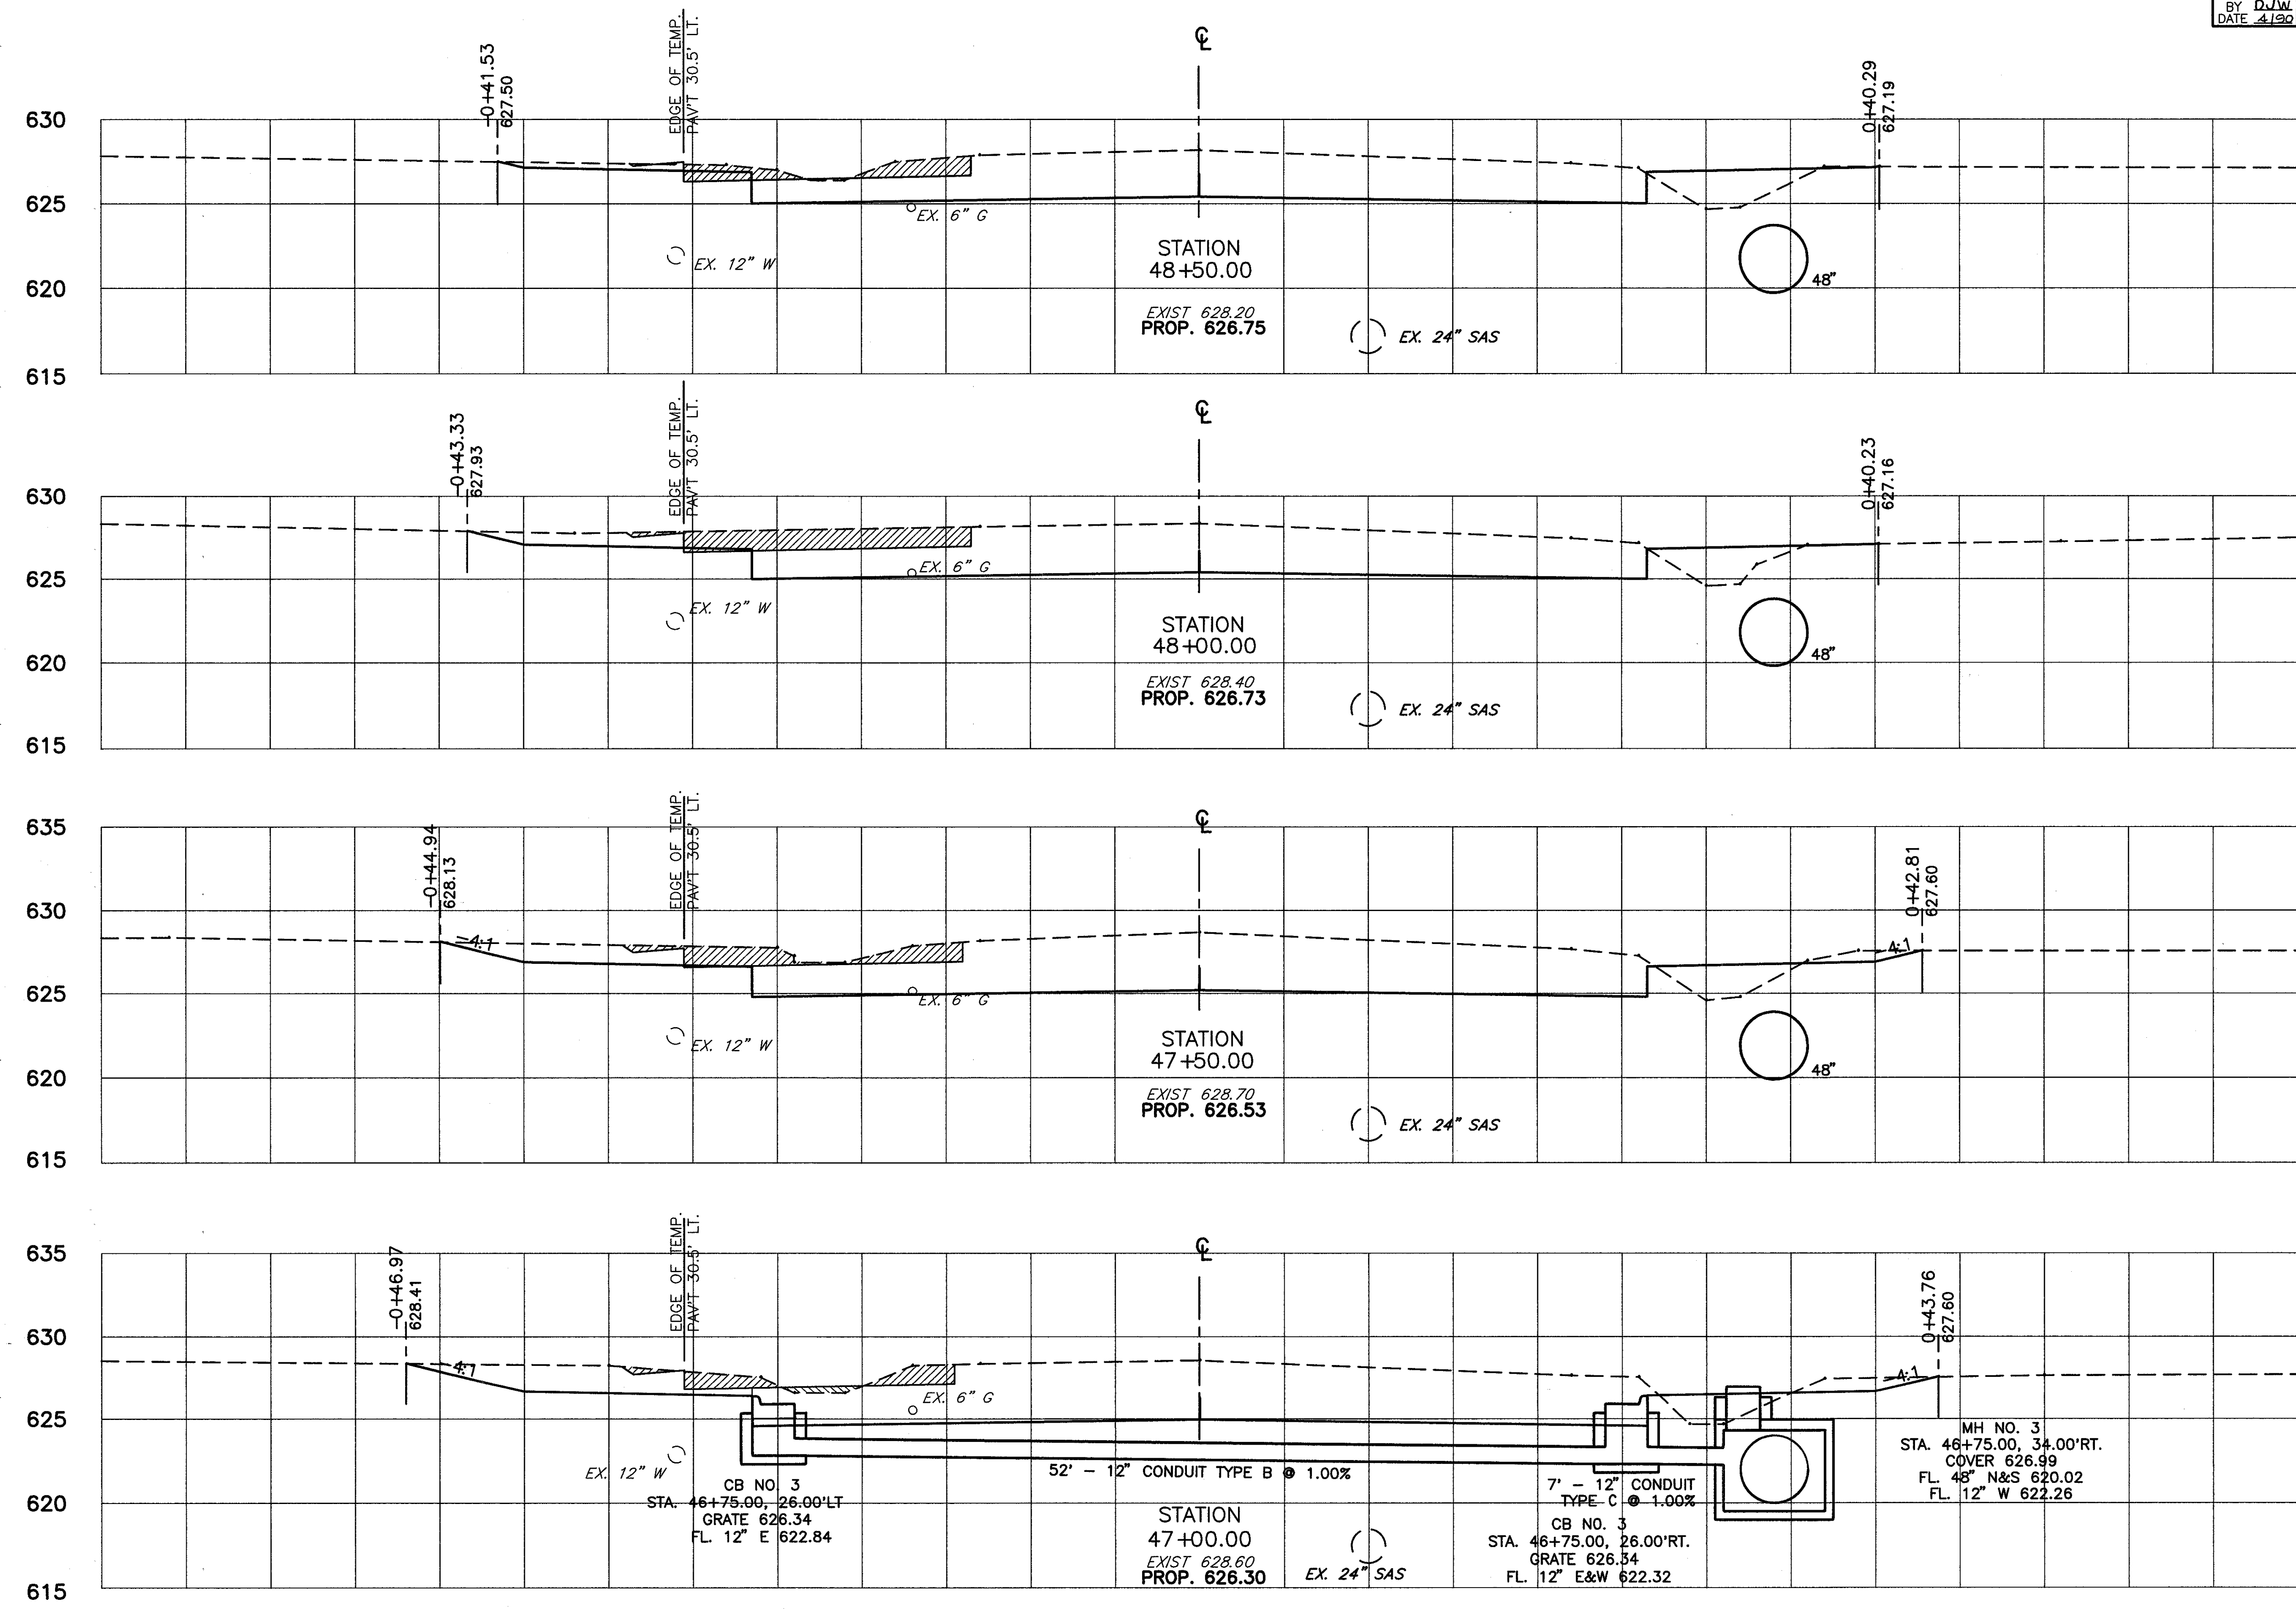 BY DJW
DATE 4/90
℄
-0+41.53
627.50
EDGE OF TEMP.
PAV'T 30.5' LT.
0+40.29
627.19
630
625
EX. 6" G
EX. 12" W
STATION
48+50.00
48"
620
EXIST 628.20
PROP. 626.75
EX. 24" SAS
615
℄
-0+43.33
627.93
EDGE OF TEMP.
PAV'T 30.5' LT.
0+40.23
627.16
630
EX. 6" G
625
EX. 12" W
STATION
48+00.00
48"
620
EXIST 628.40
PROP. 626.73
EX. 24" SAS
615
℄
635
-0+44.94
628.13
EDGE OF TEMP.
PAV'T 30.5' LT.
0+42.81
627.60
630
4:1
4:1
625
EX. 6" G
EX. 12" W
STATION
47+50.00
48"
620
EXIST 628.70
PROP. 626.53
EX. 24" SAS
615
℄
635
-0+46.97
628.41
EDGE OF TEMP.
PAV'T 30.5' LT.
0+43.76
627.60
630
4:1
4:1
EX. 6" G
625
MH NO. 3
STA. 46+75.00, 34.00'RT.
COVER 626.99
FL. 48" N&S 620.02
FL. 12" W 622.26
EX. 12" W
52' - 12" CONDUIT TYPE B @ 1.00%
7' - 12" CONDUIT
TYPE C @ 1.00%
CB NO. 3
STA. 46+75.00, 26.00'LT
GRATE 626.34
FL. 12" E 622.84
620
STATION
47+00.00
EXIST 628.60
PROP. 626.30
EX. 24" SAS
CB NO. 3
STA. 46+75.00, 26.00'RT.
GRATE 626.34
FL. 12" E&W 622.32
615